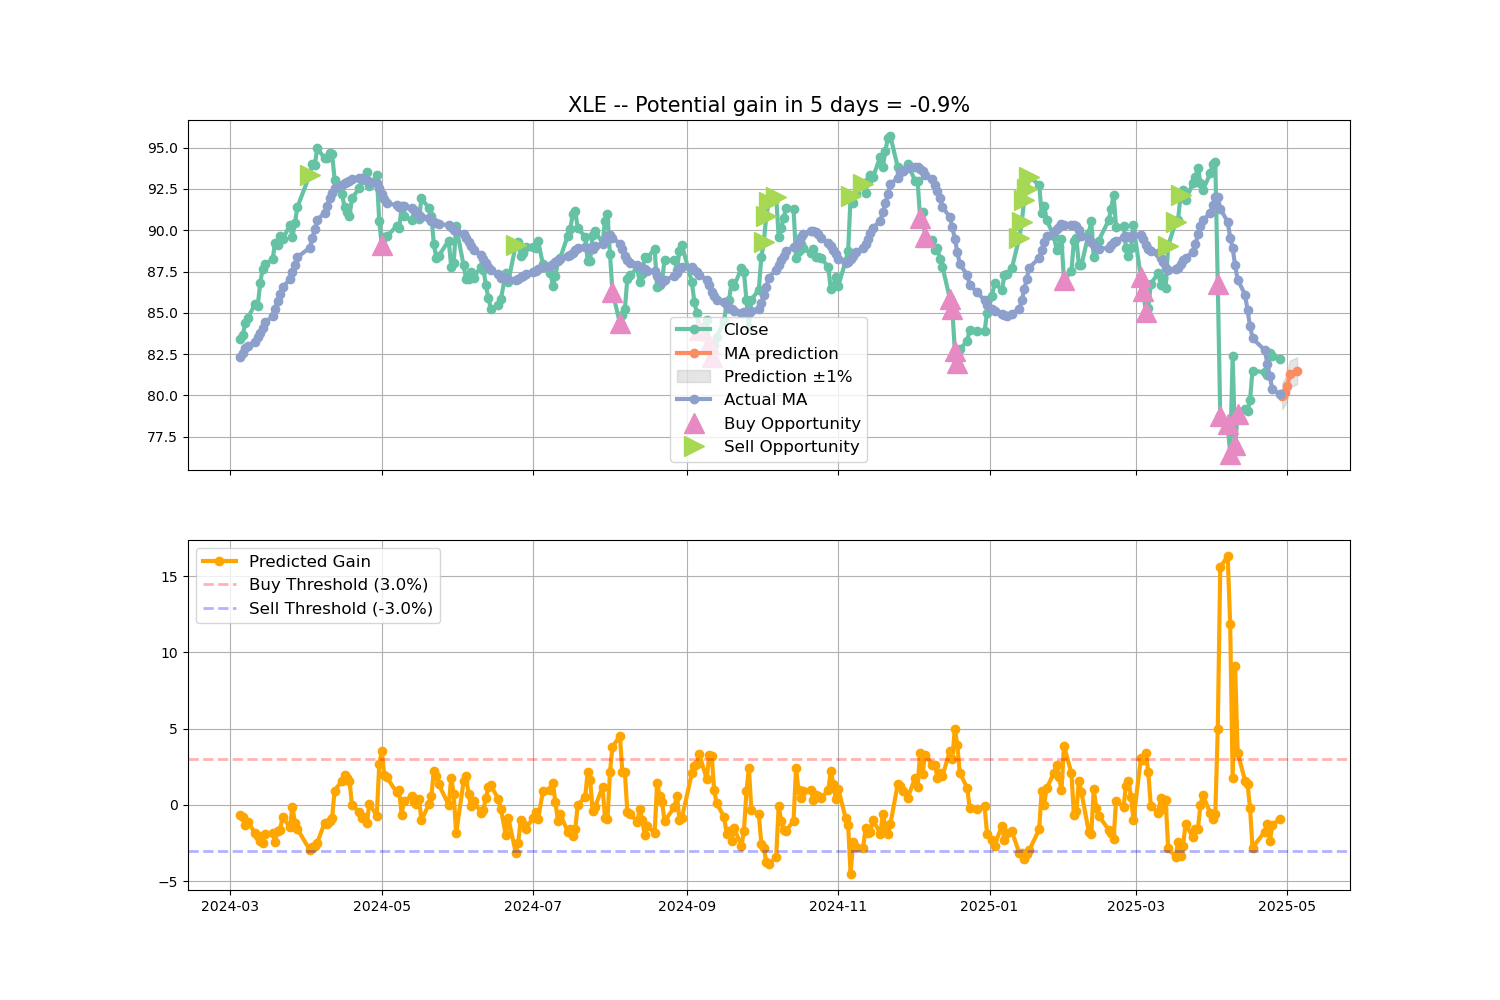 XLE -- Potential gain in 5 days = -0.9%
95.0
92.5
90.0
87.5
85.0
82.5
80.0
77.5
Close
MA prediction
Prediction ±1%
Actual MA
Buy Opportunity
Sell Opportunity
Predicted Gain
Buy Threshold (3.0%)
Sell Threshold (-3.0%)
15
10
5
0
−5
2024-03 2024-05 2024-07 2024-09 2024-11 2025-01 2025-03 2025-05